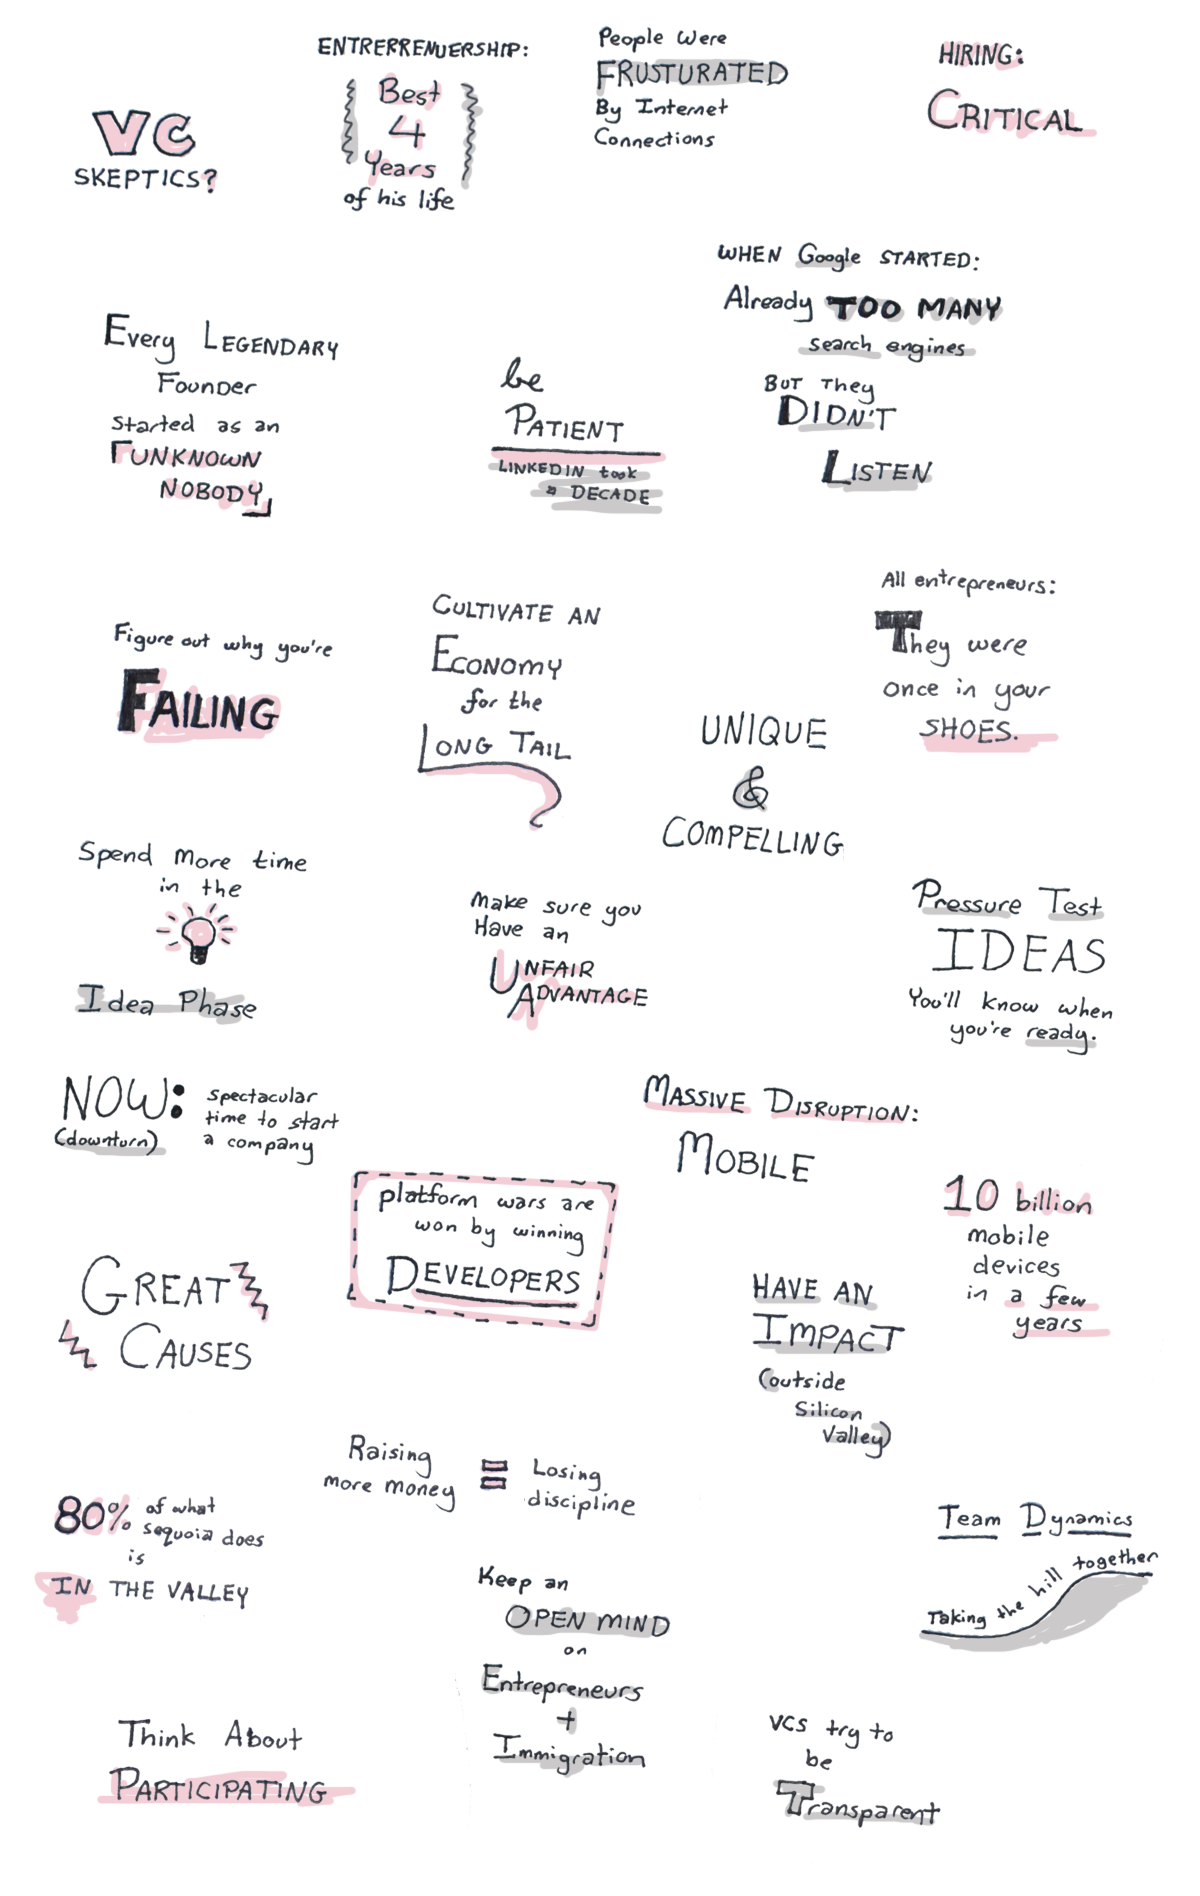 VC
SKEPTICS?
ENTRERRENUERSHIP:
Best
4
Years
of his life
People Were
FRUSTURATED
By Internet
Connections
HIRING:
CRITICAL
Every LEGENDARY
Founder
started as an
UNKNOWN
NOBODY
be
PATIENT
LINKEDIN took
a DECADE
WHEN Google STARTED:
Already TOO MANY
search engines
BUT They
DIDN'T
LISTEN
Figure out why you're
FAILING
CULTIVATE AN
ECONOMY
for the
LONG TAIL
UNIQUE
&
COMPELLING
All entrepreneurs:
They were
once in your
SHOES.
Spend More time
in the
Idea Phase
Make sure you
Have an
UNFAIR
ADVANTAGE
Pressure Test
IDEAS
You'll know when
you're ready.
NOW:
(downturn)
spectacular
time to start
a company
MASSIVE DISRUPTION:
MOBILE
platform wars are
won by winning
DEVELOPERS
10 billion
mobile
devices
in a few
years
GREAT
CAUSES
HAVE AN
IMPACT
(outside
Silicon
Valley)
Raising
more money
=
Losing
discipline
80% of what
sequoia does
is
IN THE VALLEY
Team Dynamics
Taking the hill together
Keep an
OPEN MIND
on
Entrepreneurs
+
Immigration
Think About
PARTICIPATING
VCS try to
be
Transparent